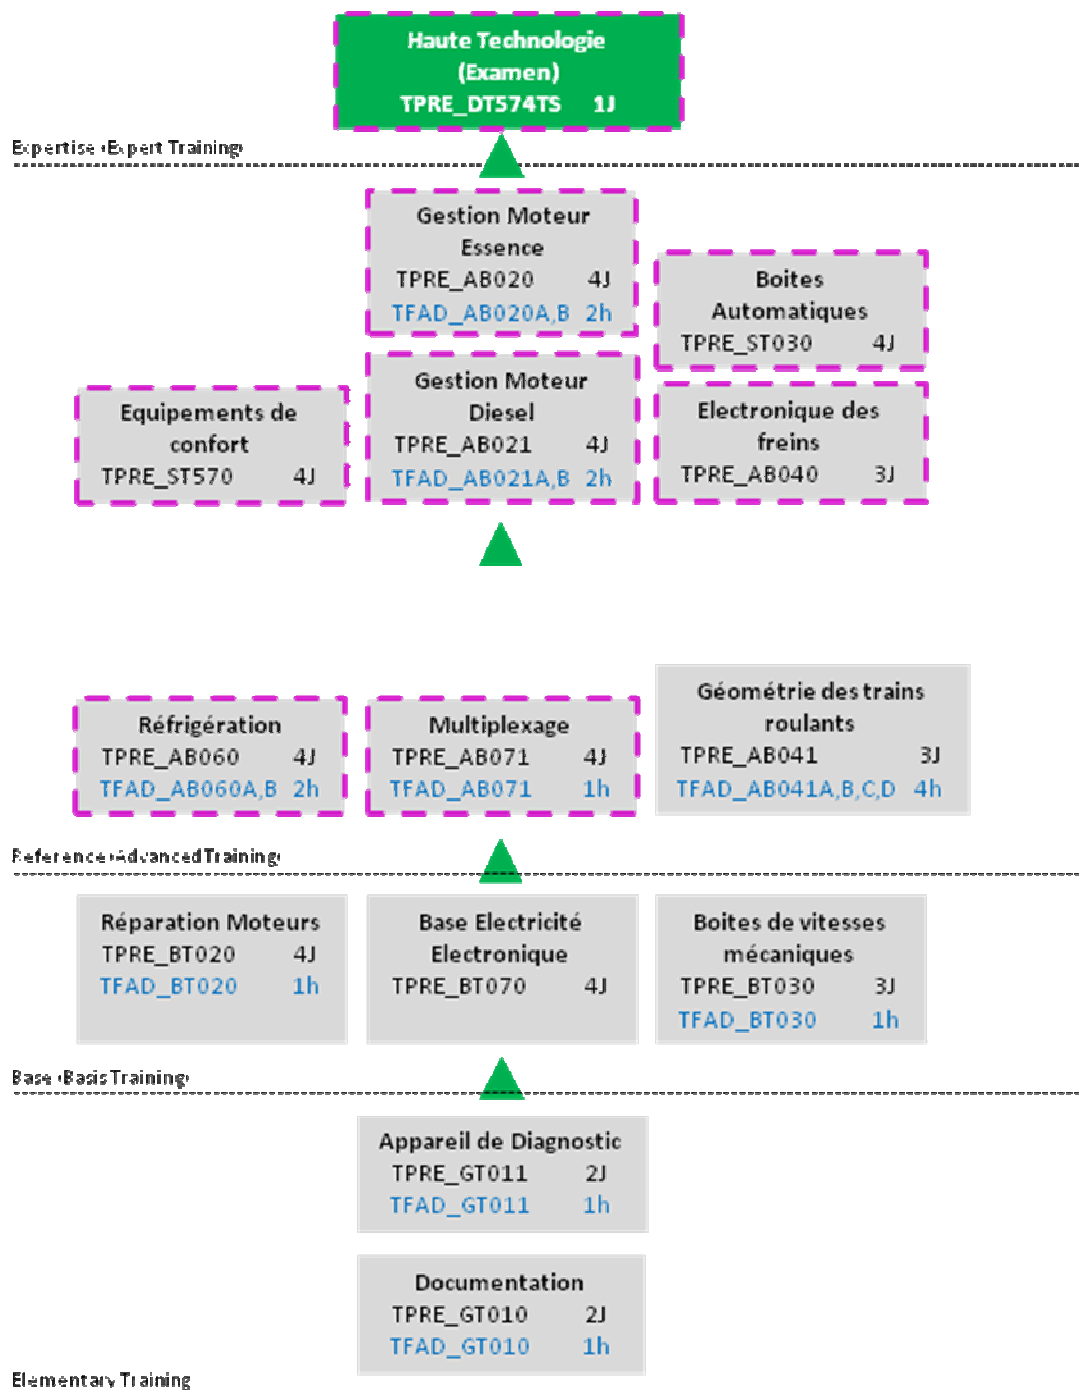 Haute Technologie
(Examen)
TPRE_DT574TS 1J
Expertise (Expert Training)
Gestion Moteur
Essence
TPRE_AB020 4J
TFAD_AB020A,B 2h
Boites
Automatiques
TPRE_ST030 4J
Gestion Moteur
Diesel
TPRE_AB021 4J
TFAD_AB021A,B 2h
Equipements de
confort
TPRE_ST570 4J
Electronique des
freins
TPRE_AB040 3J
Réfrigération
TPRE_AB060 4J
TFAD_AB060A,B 2h
Multiplexage
TPRE_AB071 4J
TFAD_AB071 1h
Géométrie des trains
roulants
TPRE_AB041 3J
TFAD_AB041A,B,C,D 4h
Reference (Advanced Training)
Réparation Moteurs
TPRE_BT020 4J
TFAD_BT020 1h
Base Electricité
Electronique
TPRE_BT070 4J
Boites de vitesses
mécaniques
TPRE_BT030 3J
TFAD_BT030 1h
Base (Basis Training)
Appareil de Diagnostic
TPRE_GT011 2J
TFAD_GT011 1h
Documentation
TPRE_GT010 2J
TFAD_GT010 1h
Elementary Training